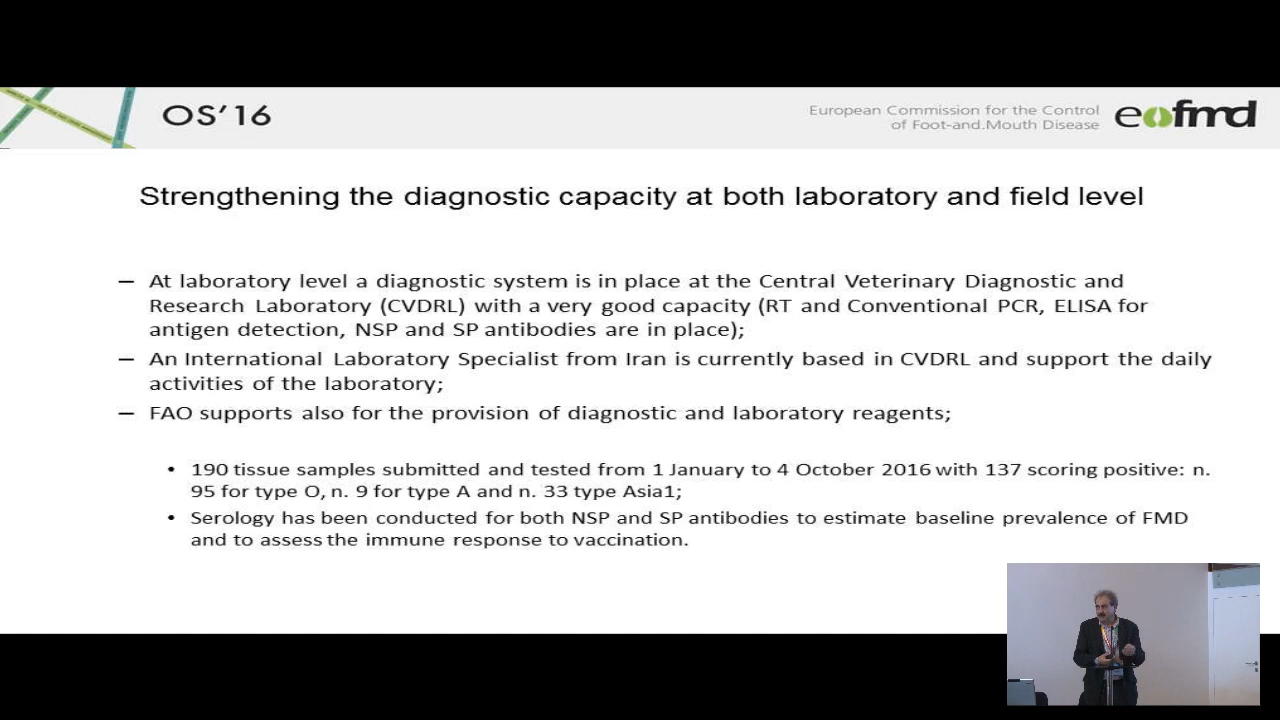 OS'16
European Commission for the Control
of Foot-and.Mouth Disease
eofmd
Strengthening the diagnostic capacity at both laboratory and field level
– At laboratory level a diagnostic system is in place at the Central Veterinary Diagnostic and
Research Laboratory (CVDRL) with a very good capacity (RT and Conventional PCR, ELISA for
antigen detection, NSP and SP antibodies are in place);
– An International Laboratory Specialist from Iran is currently based in CVDRL and support the daily
activities of the laboratory;
– FAO supports also for the provision of diagnostic and laboratory reagents;
• 190 tissue samples submitted and tested from 1 January to 4 October 2016 with 137 scoring positive: n.
95 for type O, n. 9 for type A and n. 33 type Asia1;
• Serology has been conducted for both NSP and SP antibodies to estimate baseline prevalence of FMD
and to assess the immune response to vaccination.